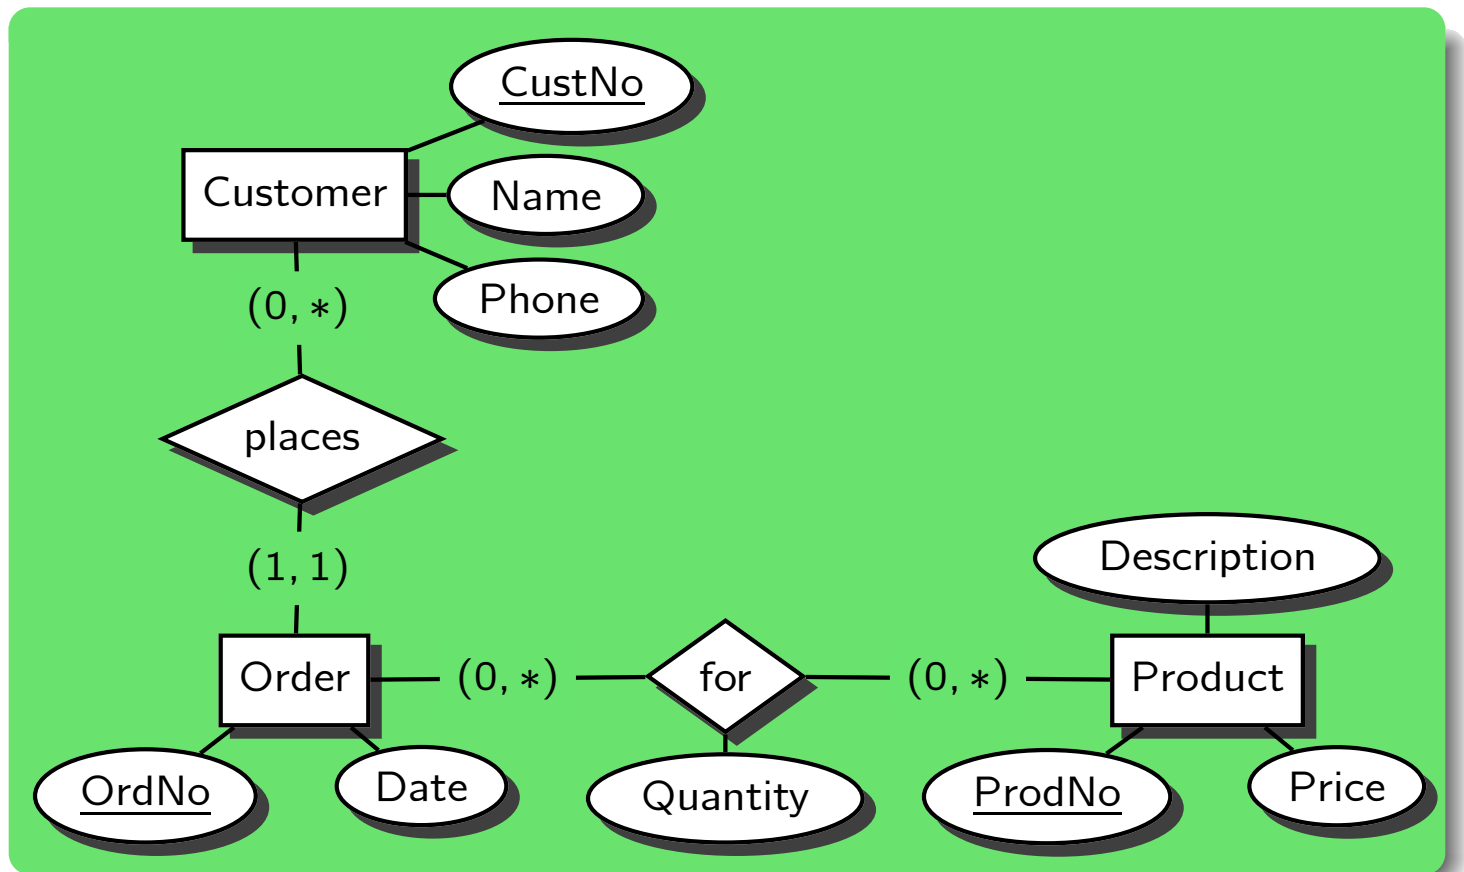 CustNo
Customer
Name
Phone
(0, *)
places
(1, 1)
Description
Order
(0, *)
for
(0, *)
Product
OrdNo
Date
Quantity
ProdNo
Price